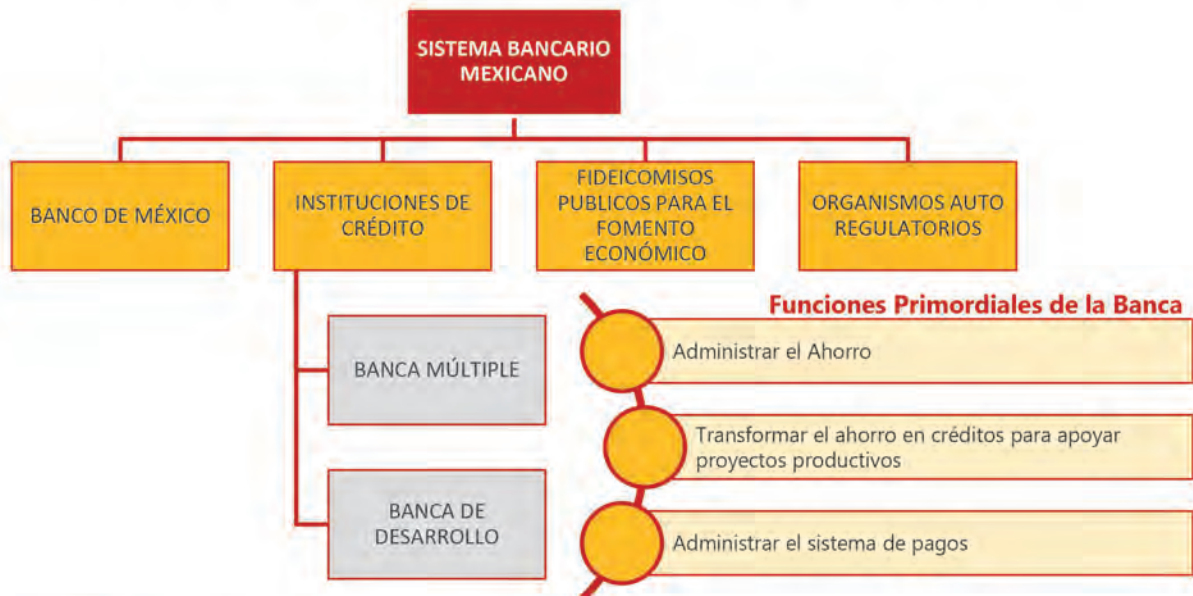 SISTEMA BANCARIO
MEXICANO
BANCO DE MÉXICO
INSTITUCIONES DE
CRÉDITO
FIDEICOMISOS
PUBLICOS PARA EL
FOMENTO
ECONÓMICO
ORGANISMOS AUTO
REGULATORIOS
BANCA MÚLTIPLE
BANCA DE
DESARROLLO
Funciones Primordiales de la Banca
Administrar el Ahorro
Transformar el ahorro en créditos para apoyar
proyectos productivos
Administrar el sistema de pagos